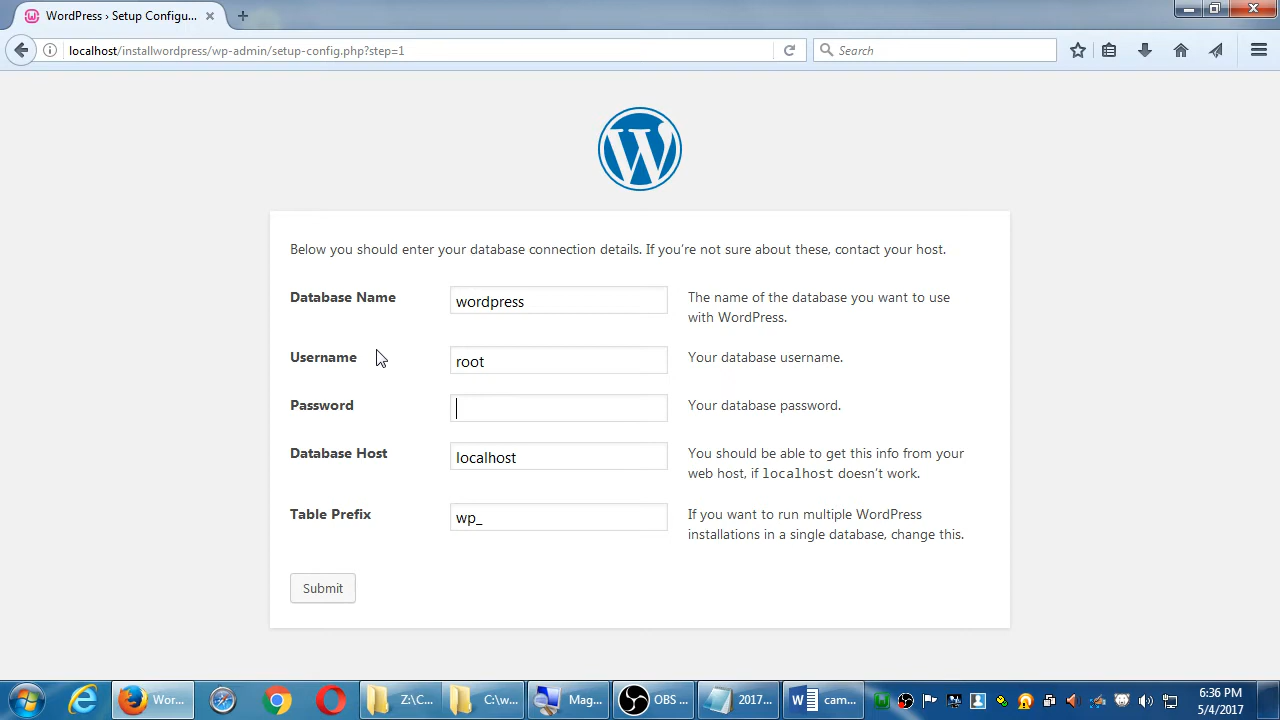 WordPress › Setup Configu...
localhost/installwordpress/wp-admin/setup-config.php?step=1
Search
W
Below you should enter your database connection details. If you're not sure about these, contact your host.
Database Name
wordpress
The name of the database you want to use
with WordPress.
Username
root
Your database username.
Password
Your database password.
Database Host
localhost
You should be able to get this info from your
web host, if localhost doesn't work.
Table Prefix
wp_
If you want to run multiple WordPress
installations in a single database, change this.
Submit
Wor...
Z:\C...
C:\w...
Mag...
OBS ...
2017...
cam...
6:36 PM
5/4/2017